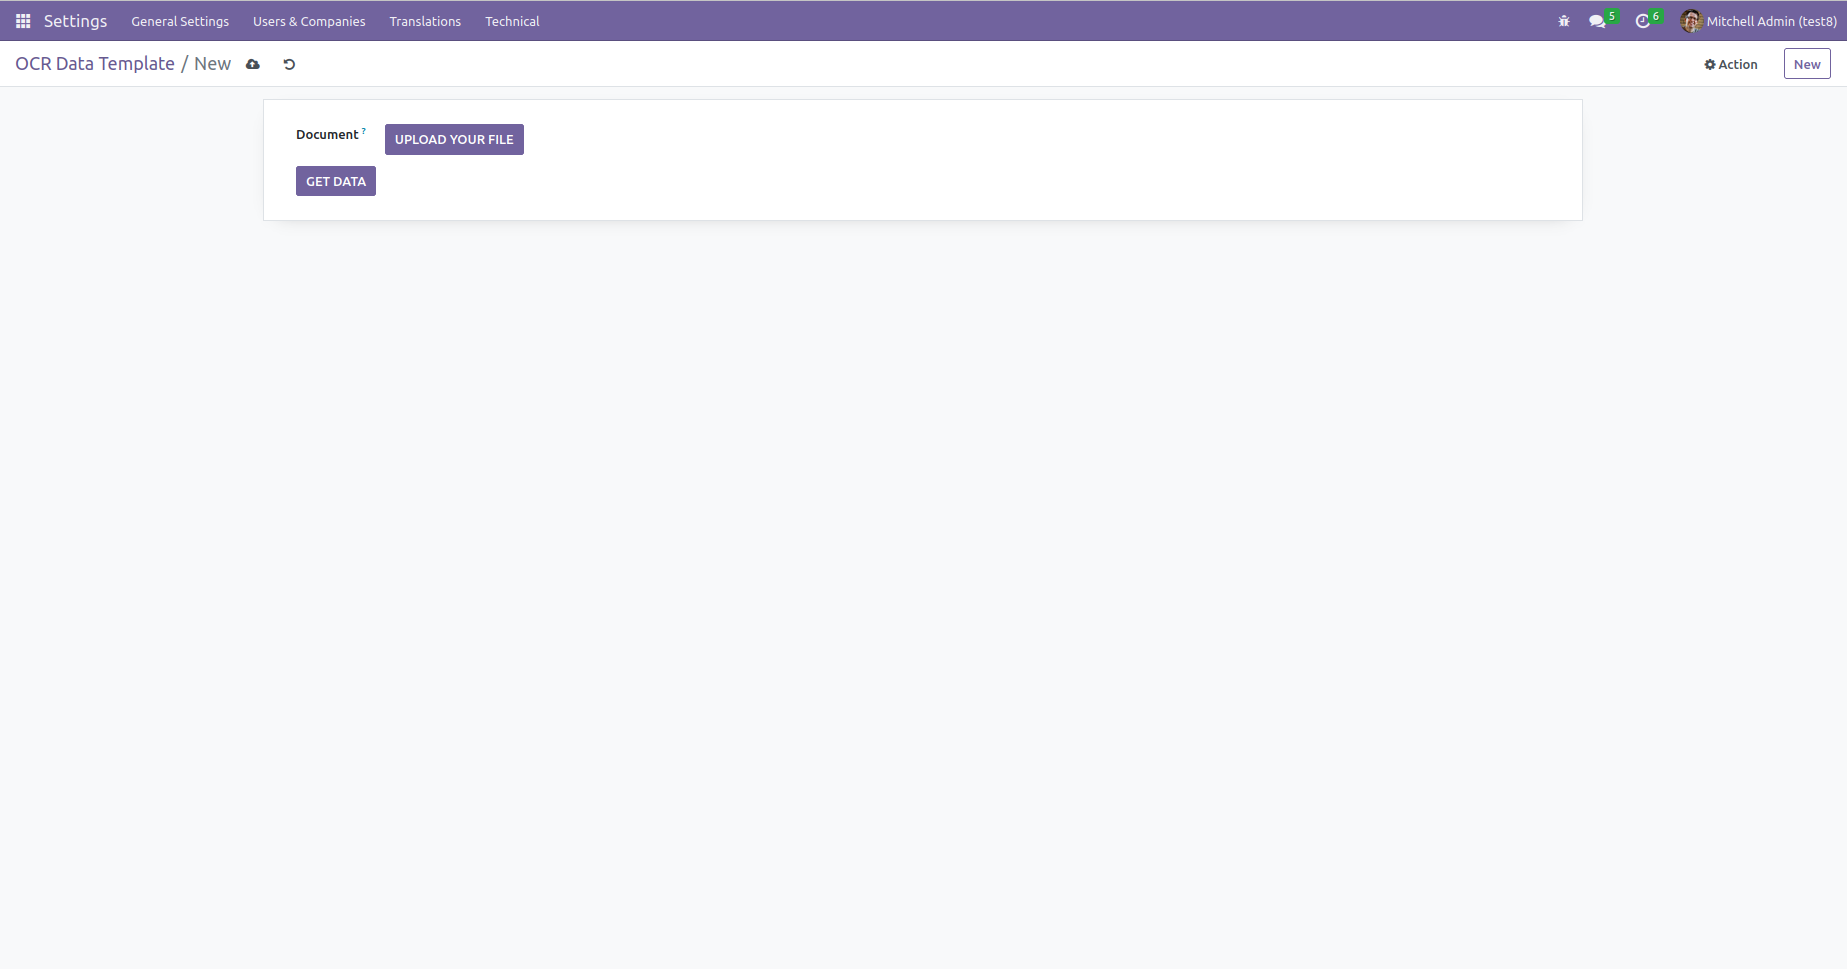 Settings General Settings Users & Companies Translations Technical 5 6 Mitchell Admin (test8)
OCR Data Template / New Action New
Document ? UPLOAD YOUR FILE
GET DATA